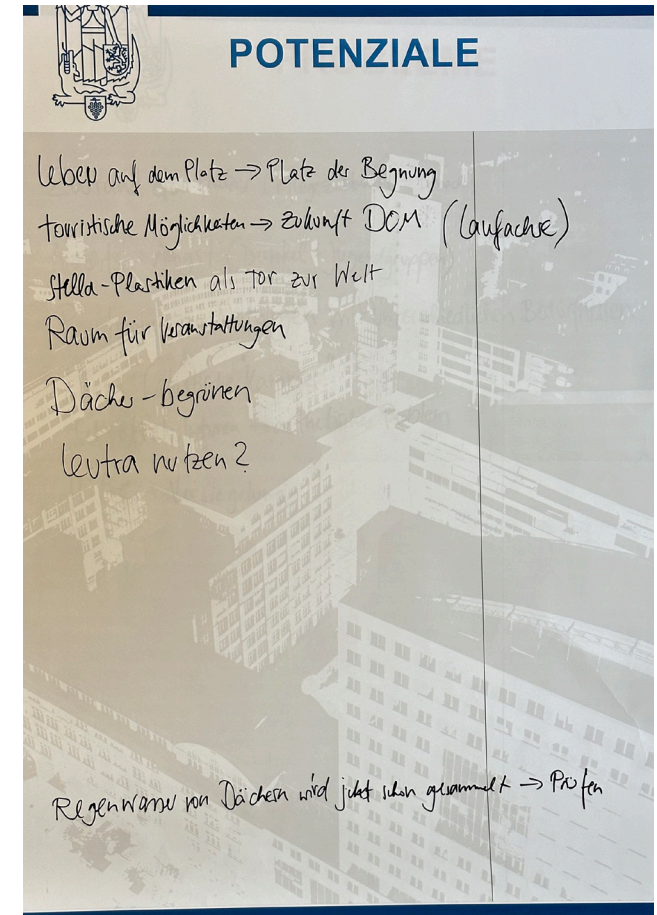 POTENZIALE
Leben auf dem Platz → Platz der Begnung
touristische Möglichkeiten → Zukunft DOM (Laufachse)
Stella-Plastiken als Tor zur Welt
Raum für Veranstaltungen
Dächer-begrünen
Leutra nutzen?
Regenwasser von Dächern wird jetzt schon gesammelt → Prüfen